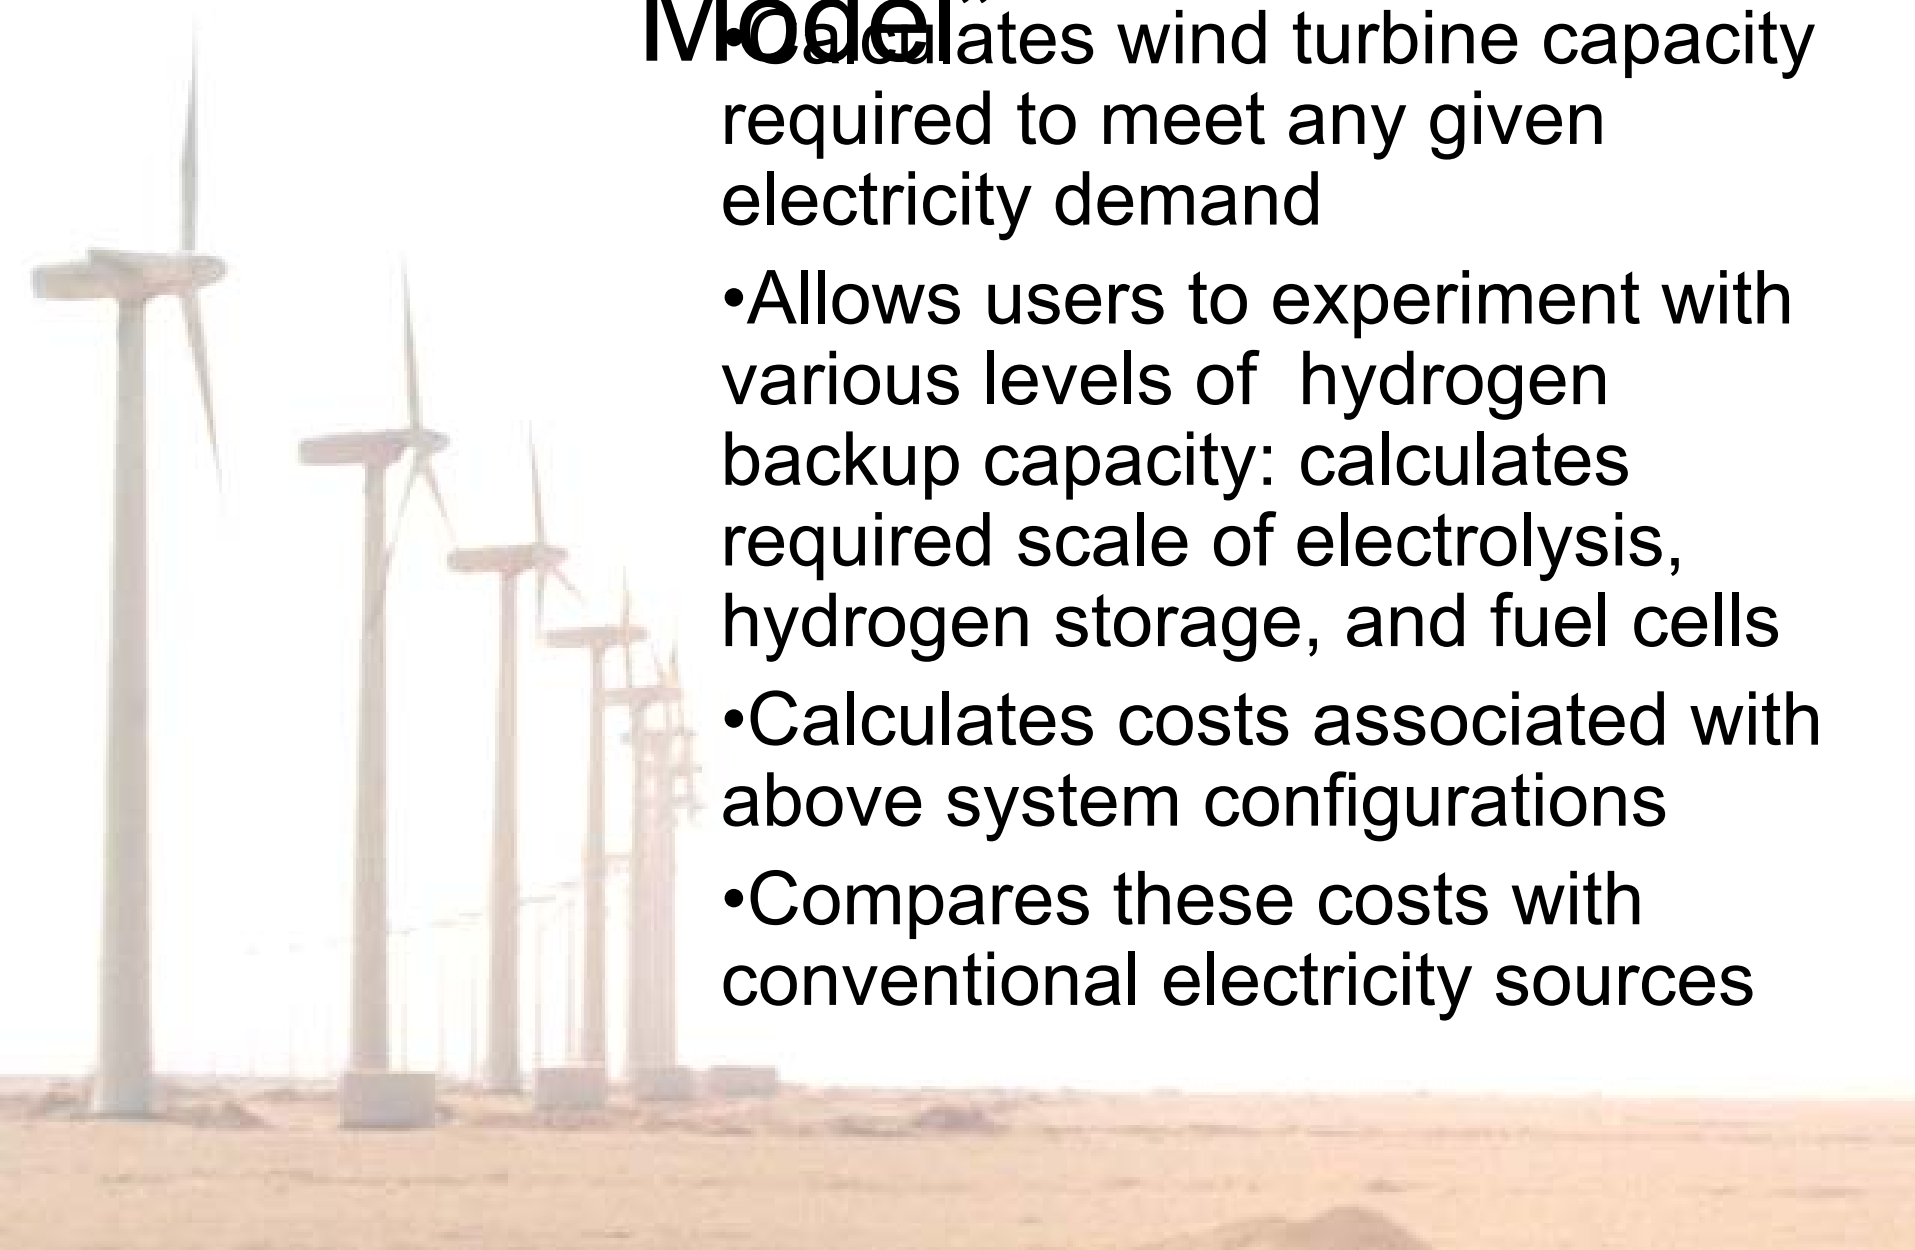 Model"
•Calculates wind turbine capacity
required to meet any given
electricity demand
•Allows users to experiment with
various levels of  hydrogen
backup capacity: calculates
required scale of electrolysis,
hydrogen storage, and fuel cells
•Calculates costs associated with
above system configurations
•Compares these costs with
conventional electricity sources